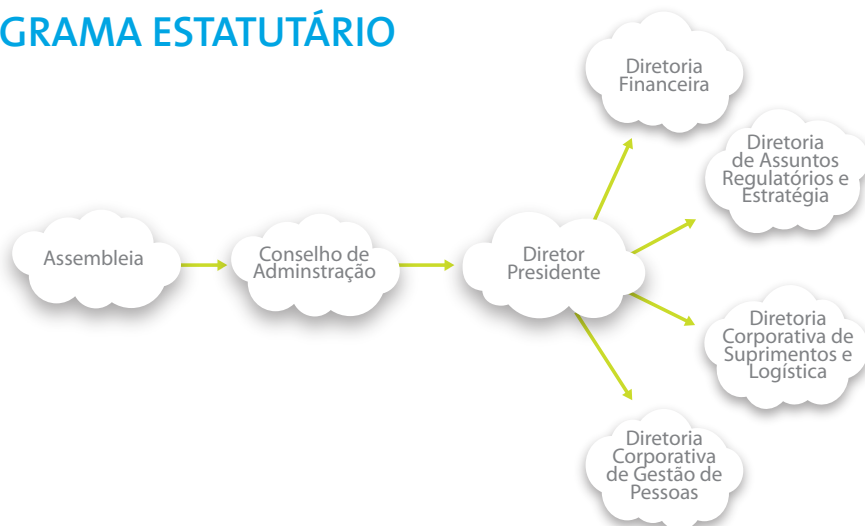 GRAMA ESTATUTÁRIO
Diretoria
Financeira
Diretoria
de Assuntos
Regulatórios e
Estratégia
Assembleia
Conselho de
Adminstração
Diretor
Presidente
Diretoria
Corporativa de
Suprimentos e
Logística
Diretoria
Corporativa
de Gestão de
Pessoas